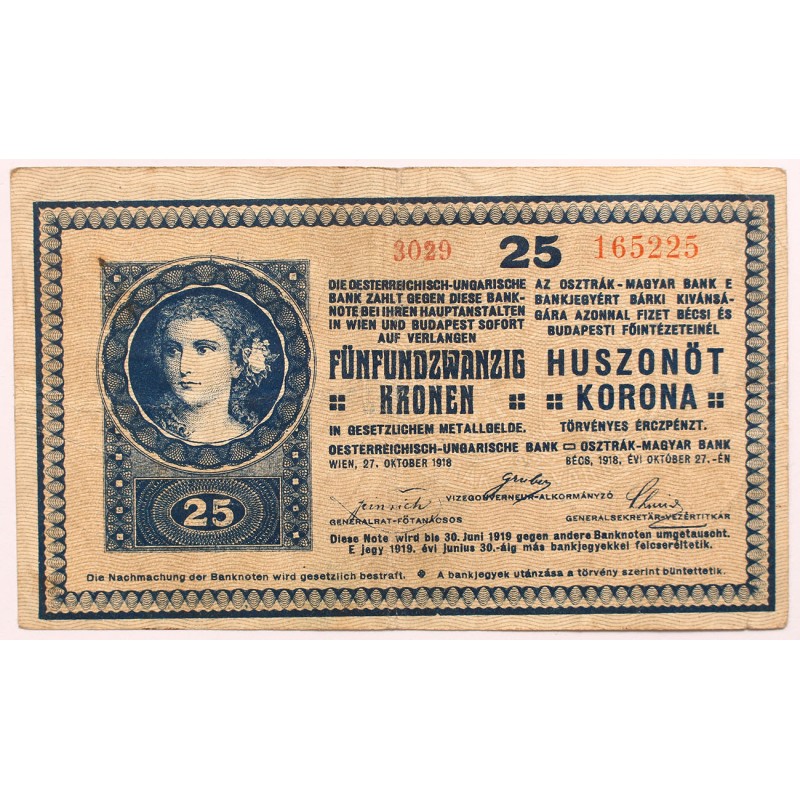 3029 25 165225
DIE OESTERREICHISCH-UNGARISCHE
BANK ZAHLT GEGEN DIESE BANK-
NOTE BEI IHREN HAUPTANSTALTEN
IN WIEN UND BUDAPEST SOFORT
AUF VERLANGEN
FÜNFUNDZWANZIG
KRONEN
IN GESETZLICHEM METALLGELDE.
OESTERREICHISCH-UNGARISCHE BANK
WIEN, 27. OKTOBER 1918
AZ OSZTRÁK-MAGYAR BANK E
BANKJEGYÉRT BÁRKI KIVÁNSÁ-
GÁRA AZONNAL FIZET BÉCSI ÉS
BUDAPESTI FŐINTÉZETEINÉL
HUSZONÖT
KORONA
TÖRVÉNYES ÉRCZPÉNZT.
OSZTRÁK-MAGYAR BANK
BÉCS, 1918. ÉVI OKTÓBER 27.-ÉN
Gruber
VIZEGOUVERNEUR-ALKORMÁNYZÓ
GENERALRAT-FŐTANÁCSOS
GENERALSEKRETÄR-VEZÉRTITKÁR
Diese Note wird bis 30. Juni 1919 gegen andere Banknoten umgetauscht.
E jegy 1919. évi junius 30.-áig más bankjegyekkel felcseréltetik.
25
Die Nachmachung der Banknoten wird gesetzlich bestraft. A bankjegyek utánzása a törvény szerint büntettetik.